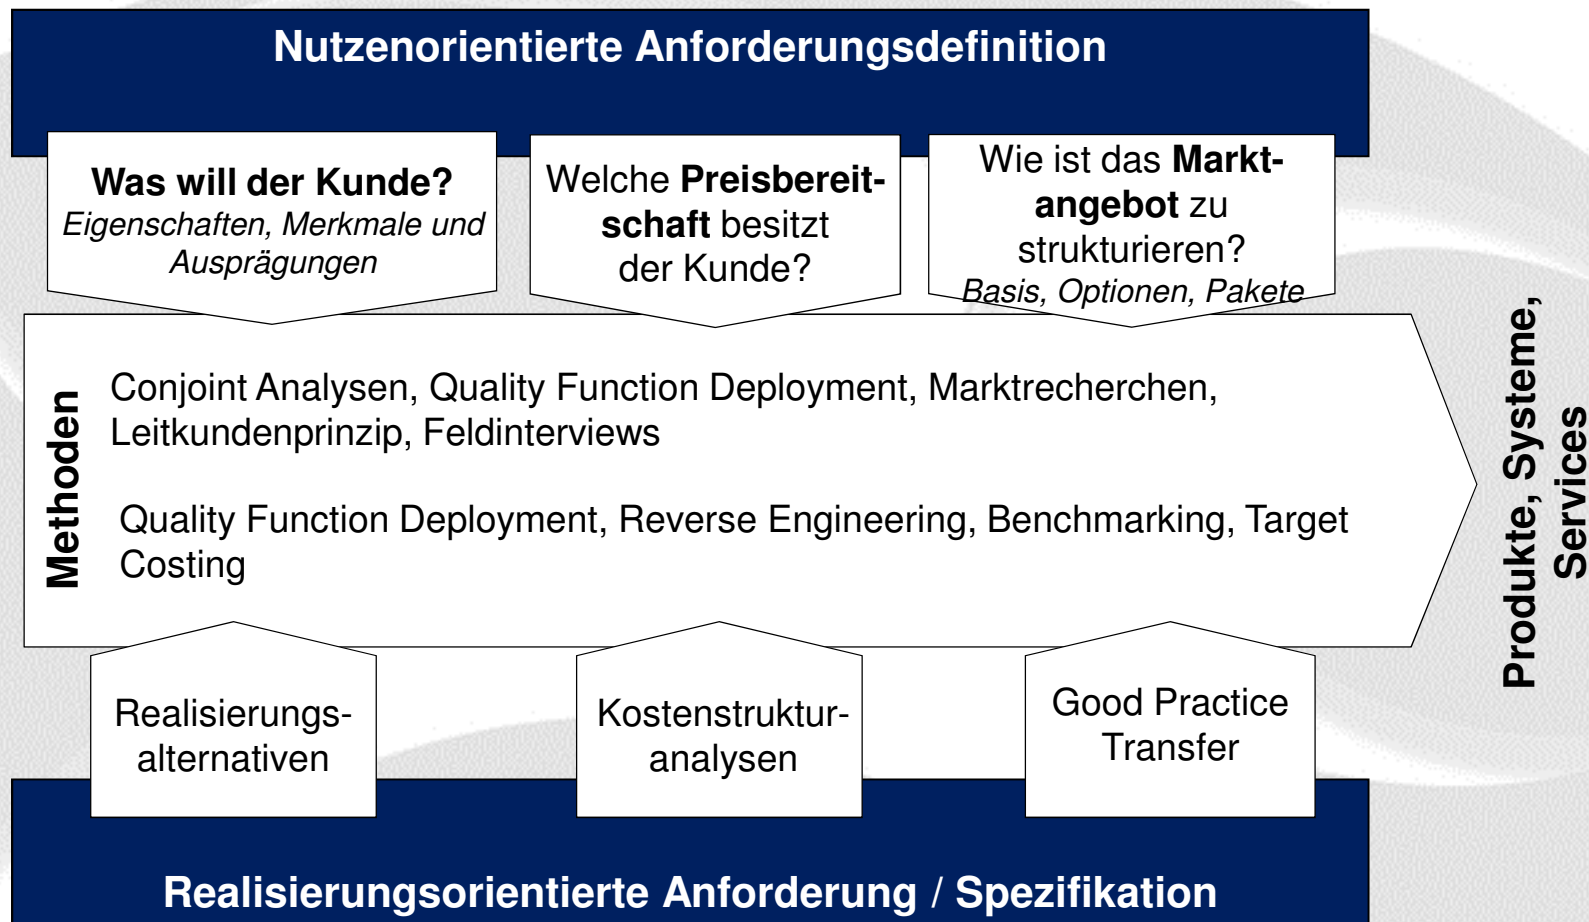 Nutzenorientierte Anforderungsdefinition
Was will der Kunde?
Eigenschaften, Merkmale und
Ausprägungen
Welche Preisbereit-
schaft besitzt
der Kunde?
Wie ist das Markt-
angebot zu
strukturieren?
Basis, Optionen, Pakete
Methoden
Conjoint Analysen, Quality Function Deployment, Marktrecherchen,
Leitkundenprinzip, Feldinterviews
Quality Function Deployment, Reverse Engineering, Benchmarking, Target
Costing
Produkte, Systeme,
Services
Realisierungs-
alternativen
Kostenstruktur-
analysen
Good Practice
Transfer
Realisierungsorientierte Anforderung / Spezifikation